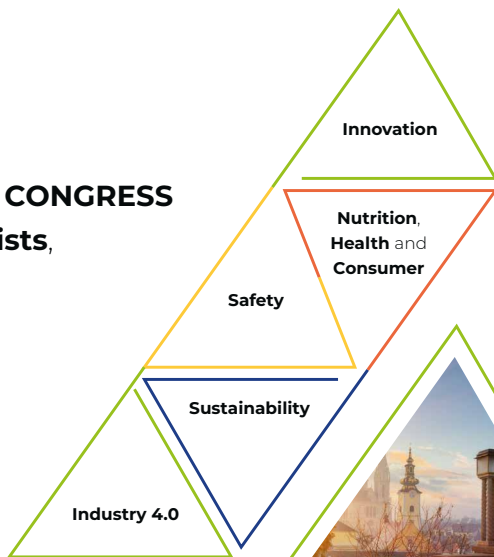 Innovation
CONGRESS
ists,
Nutrition,
Health and
Consumer
Safety
Sustainability
Industry 4.0